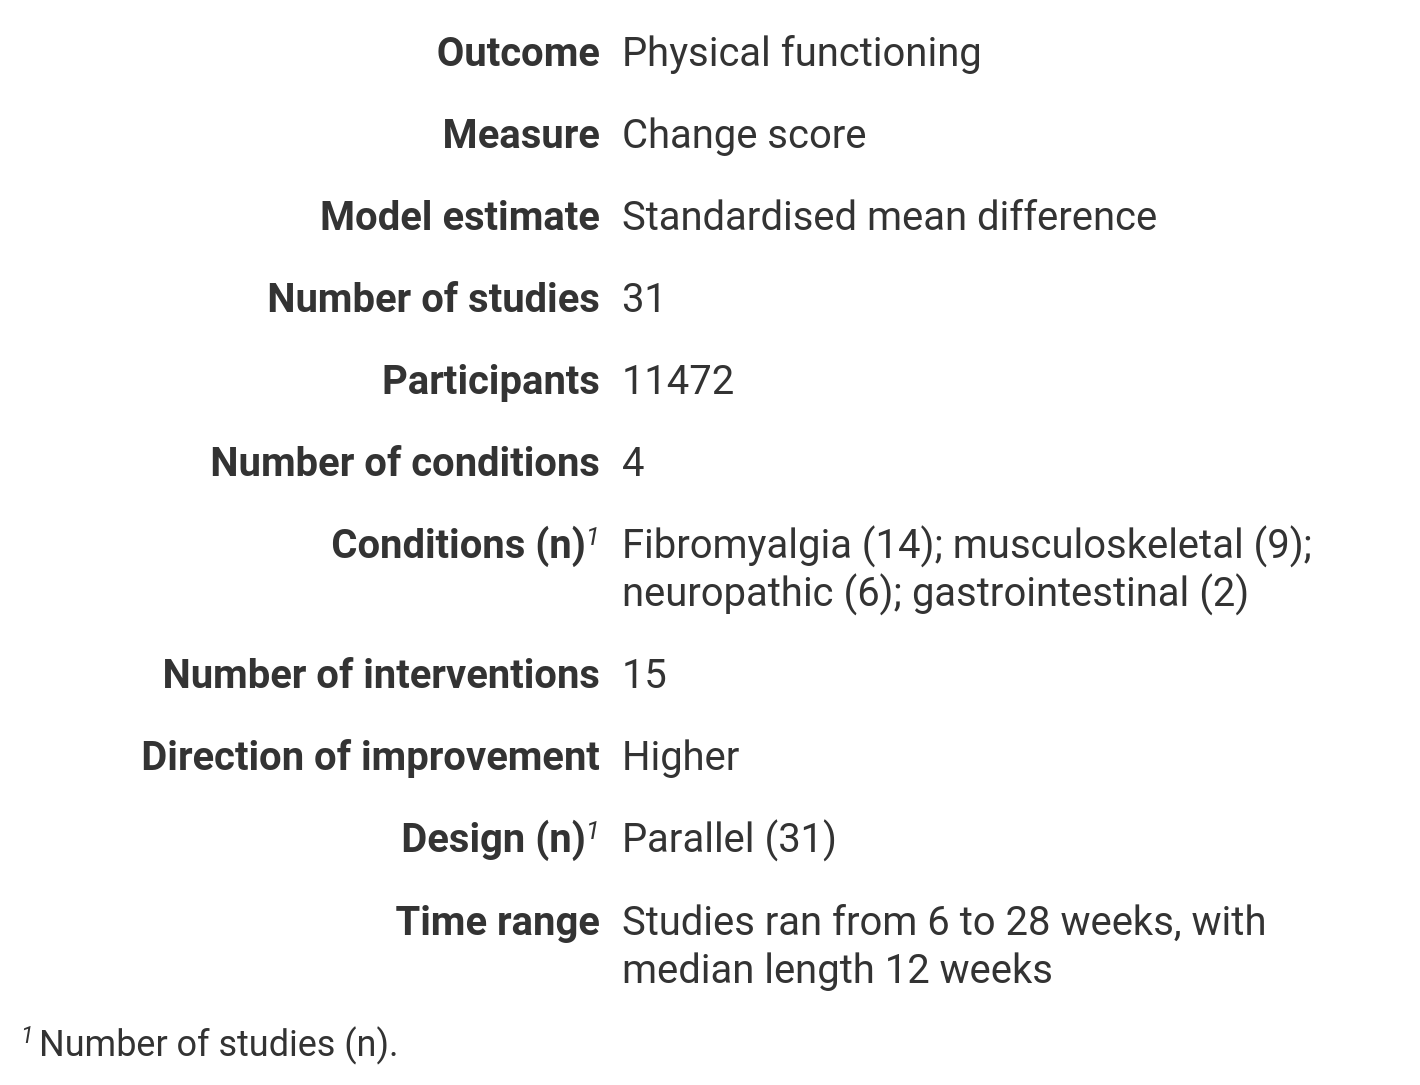 Outcome Physical functioning
Measure Change score
Model estimate Standardised mean difference
Number of studies 31
Participants 11472
Number of conditions 4
Conditions (n)¹ Fibromyalgia (14); musculoskeletal (9);
neuropathic (6); gastrointestinal (2)
Number of interventions 15
Direction of improvement Higher
Design (n)¹ Parallel (31)
Time range Studies ran from 6 to 28 weeks, with
median length 12 weeks
¹ Number of studies (n).